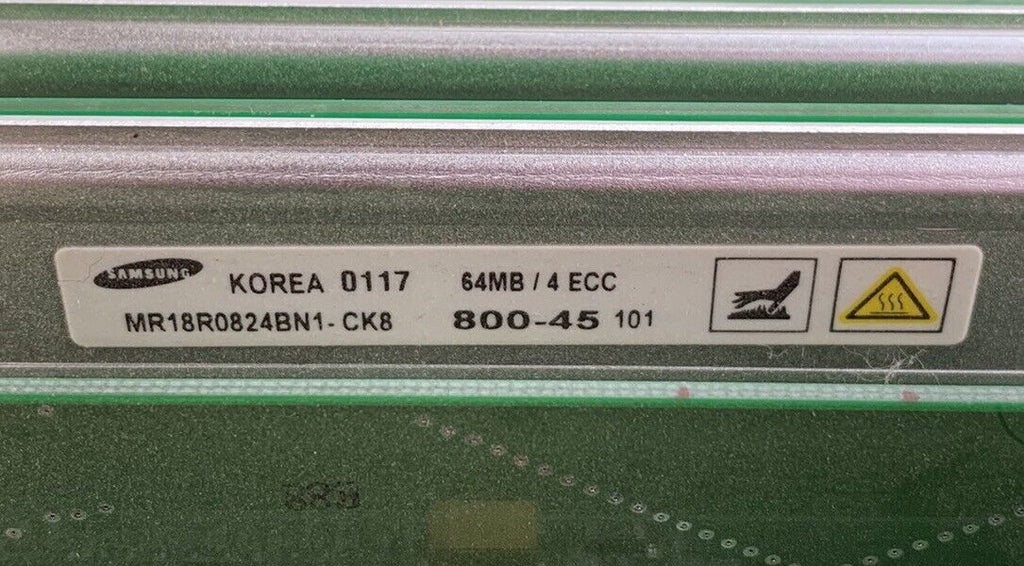 SAMSUNG KOREA 0117 64MB / 4 ECC
MR18R0824BN1-CK8 800-45 101